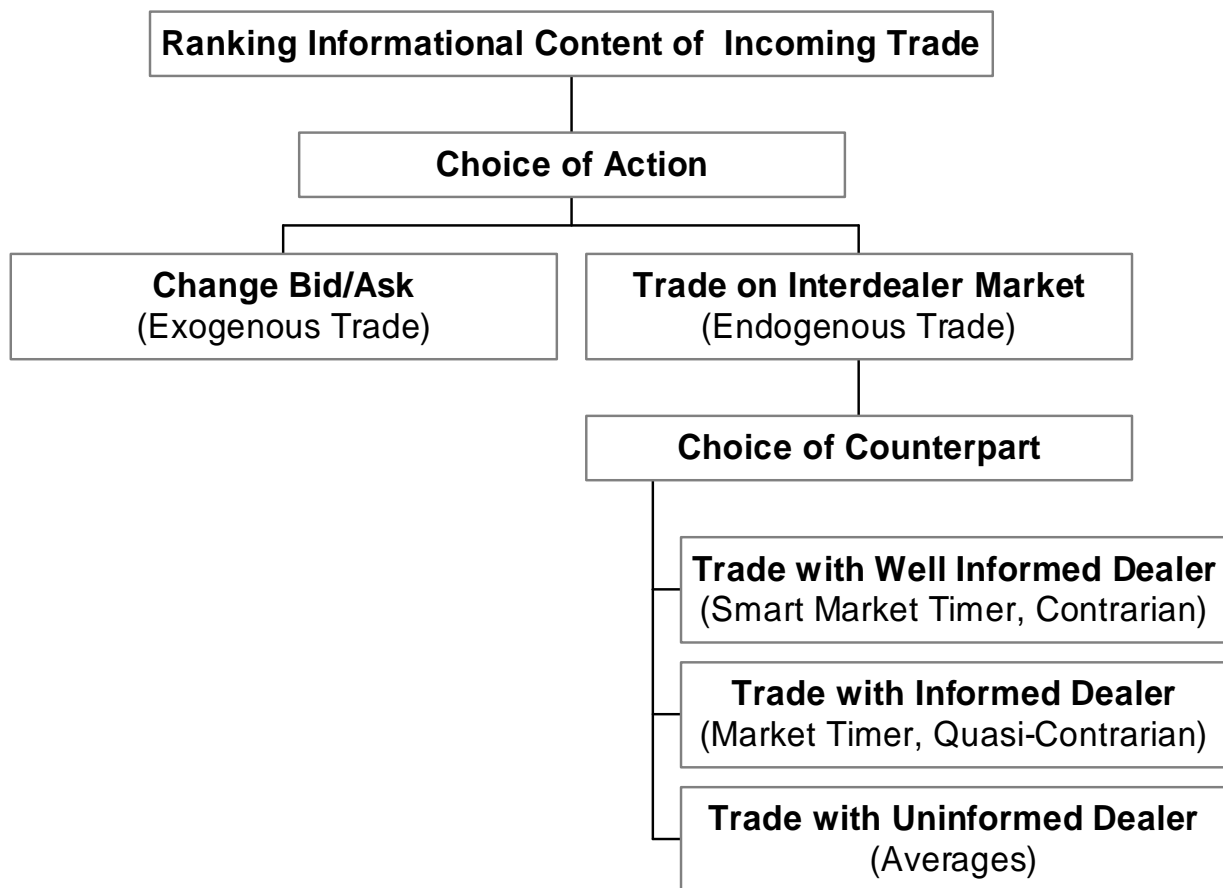 Ranking Informational Content of Incoming Trade
Choice of Action
Change Bid/Ask
(Exogenous Trade)
Trade on Interdealer Market
(Endogenous Trade)
Choice of Counterpart
Trade with Well Informed Dealer
(Smart Market Timer, Contrarian)
Trade with Informed Dealer
(Market Timer, Quasi-Contrarian)
Trade with Uninformed Dealer
(Averages)